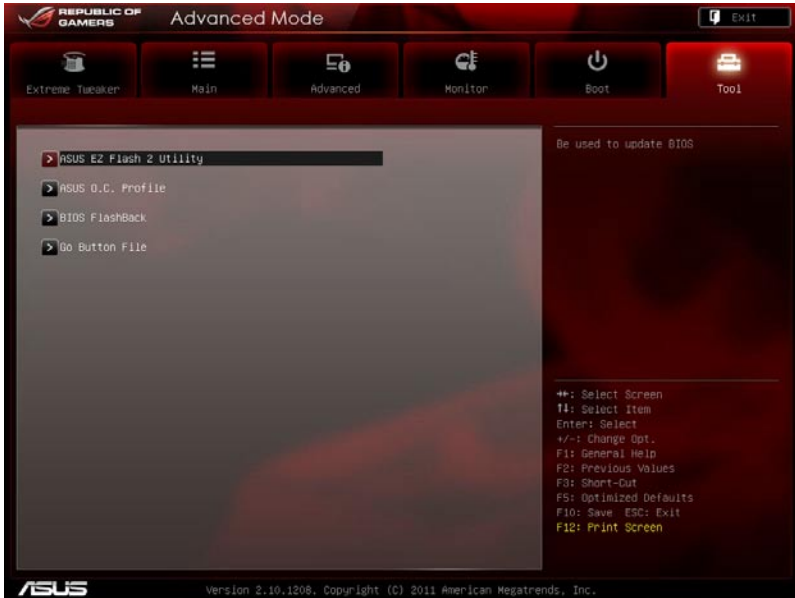 REPUBLIC OF
GAMERS
Advanced Mode
Exit
Extreme Tweaker
Main
Advanced
Monitor
Boot
Tool
ASUS EZ Flash 2 Utility
ASUS O.C. Profile
BIOS FlashBack
Go Button File
Be used to update BIOS
→←: Select Screen
↑↓: Select Item
Enter: Select
+/-: Change Opt.
F1: General Help
F2: Previous Values
F3: Short-Cut
F5: Optimized Defaults
F10: Save ESC: Exit
F12: Print Screen
ASUS
Version 2.10.1208. Copyright (C) 2011 American Megatrends, Inc.